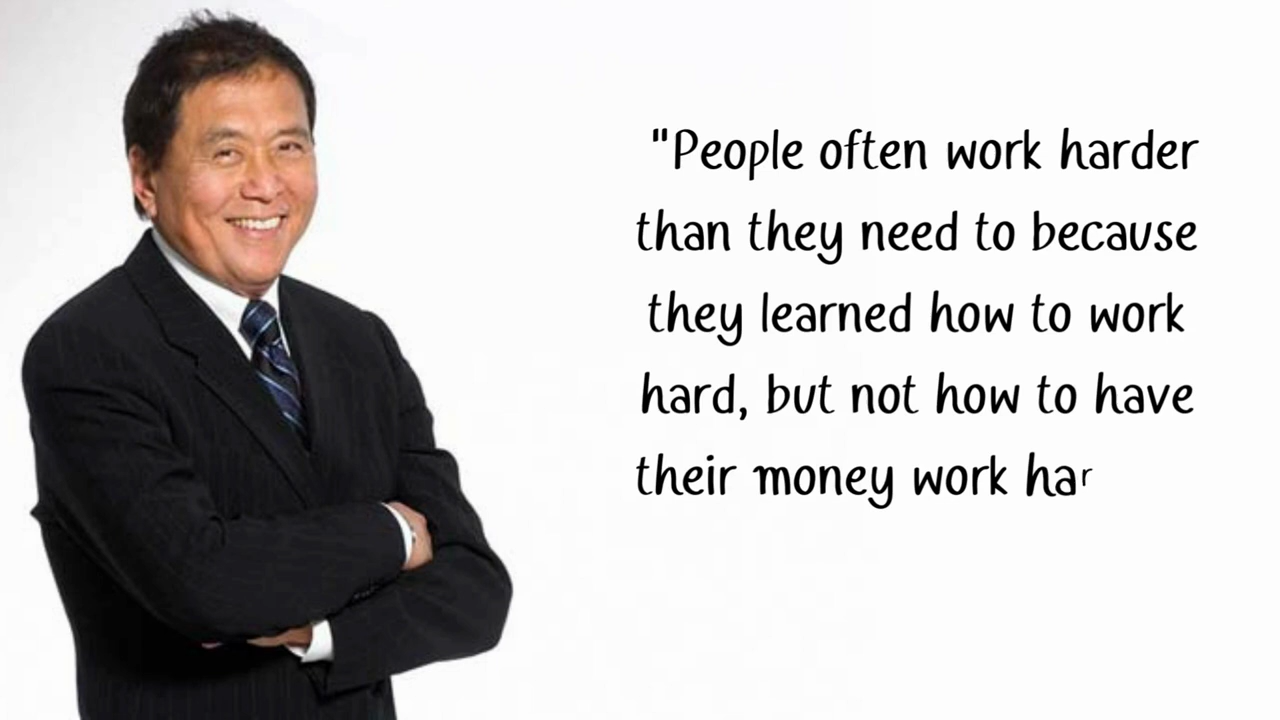 "People often work harder
than they need to because
they learned how to work
hard, but not how to have
their money work har